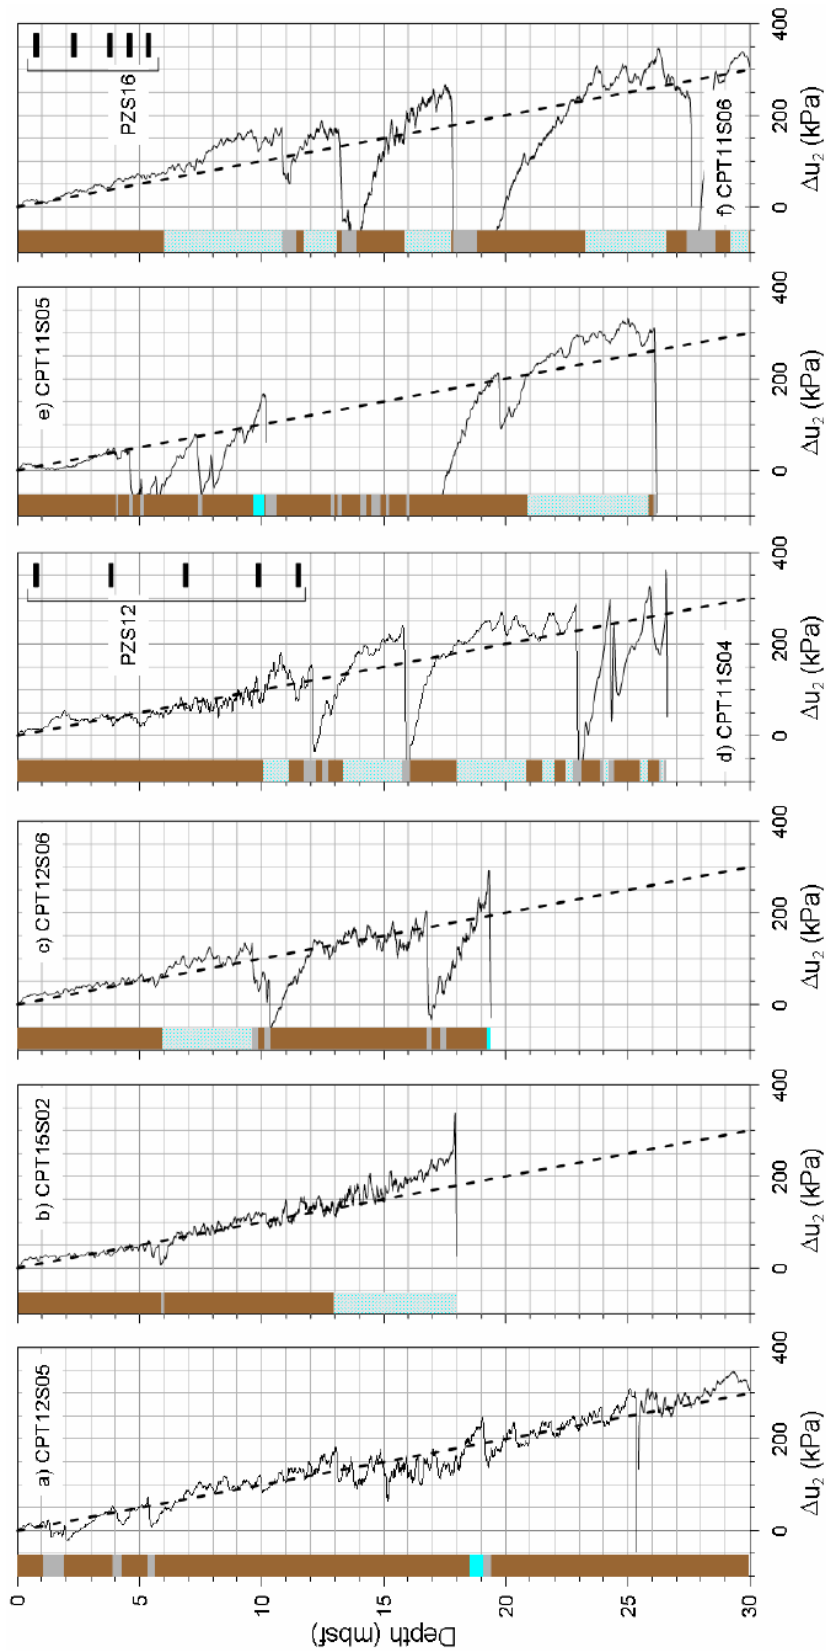 a) CPT12S05
b) CPT15S02
c) CPT12S06
d) CPT11S04
e) CPT11S05
f) CPT11S06
PZS12
PZS16
Depth (mbsf)
0
5
10
15
20
25
30
0 200 400
Δu₂ (kPa)
0 200 400
Δu₂ (kPa)
0 200 400
Δu₂ (kPa)
0 200 400
Δu₂ (kPa)
0 200 400
Δu₂ (kPa)
0 200 400
Δu₂ (kPa)